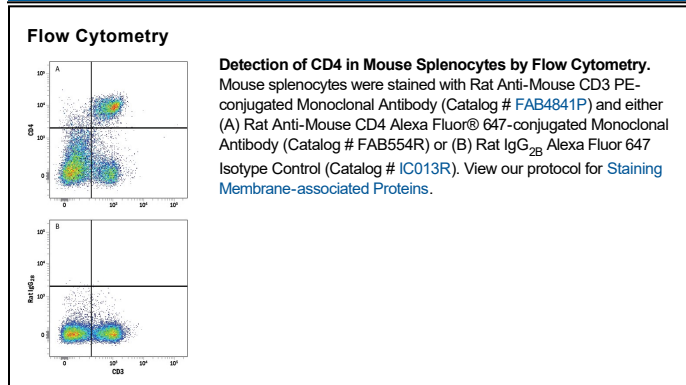 Flow Cytometry
Detection of CD4 in Mouse Splenocytes by Flow Cytometry.
Mouse splenocytes were stained with Rat Anti-Mouse CD3 PE-
conjugated Monoclonal Antibody (Catalog # FAB4841P) and either
(A) Rat Anti-Mouse CD4 Alexa Fluor® 647-conjugated Monoclonal
Antibody (Catalog # FAB554R) or (B) Rat IgG2B Alexa Fluor 647
Isotype Control (Catalog # IC013R). View our protocol for Staining
Membrane-associated Proteins.
A
CD4
0
B
Rat IgG2B
0
0
CD3